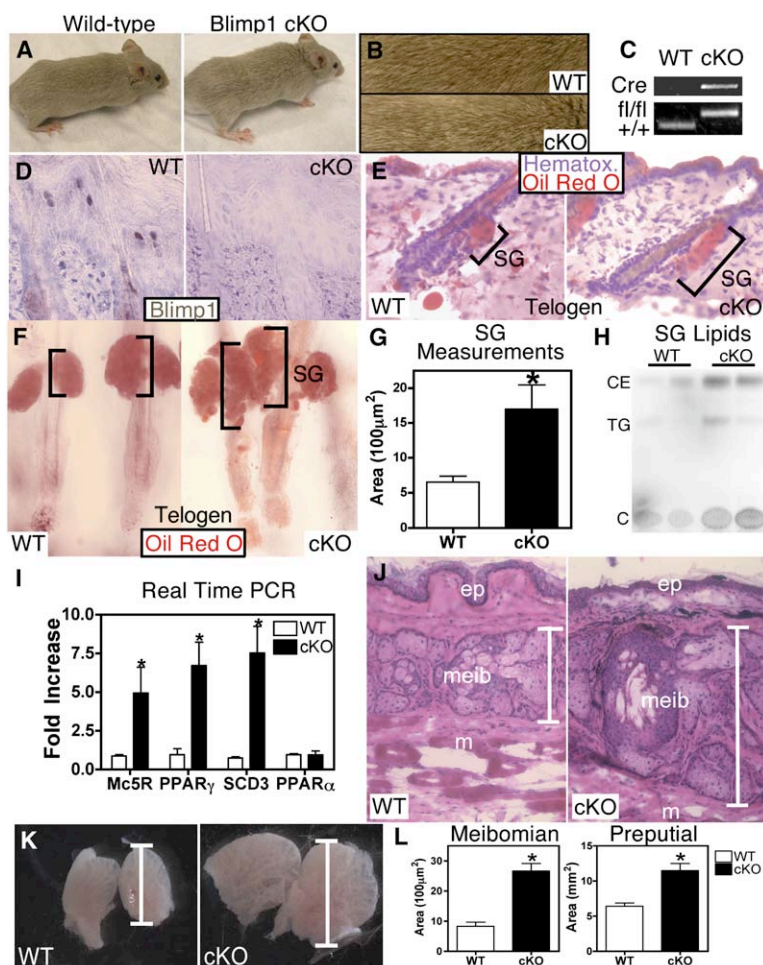 Wild-type Blimp1 cKO
A
B
WT
cKO
C
WT cKO
Cre
fl/fl
+/+
D
WT
cKO
Blimp1
E
Hematox.
Oil Red O
SG
SG
WT
Telogen
cKO
F
SG
Telogen
WT
Oil Red O
cKO
G
SG
Measurements
*
Area (100µm²)
20
15
10
5
0
WT cKO
H
SG Lipids
WT cKO
CE
TG
C
I
Real Time PCR
WT
cKO
Fold Increase
10.0
7.5
5.0
2.5
0.0
* * *
Mc5R PPARγ SCD3 PPARα
J
ep
meib
m
WT
ep
meib
m
cKO
K
WT
cKO
L
Meibomian
Area (100µm²)
30
20
10
0
*
WT cKO
Preputial
Area (mm²)
15
10
5
0
*
WT cKO
WT
cKO